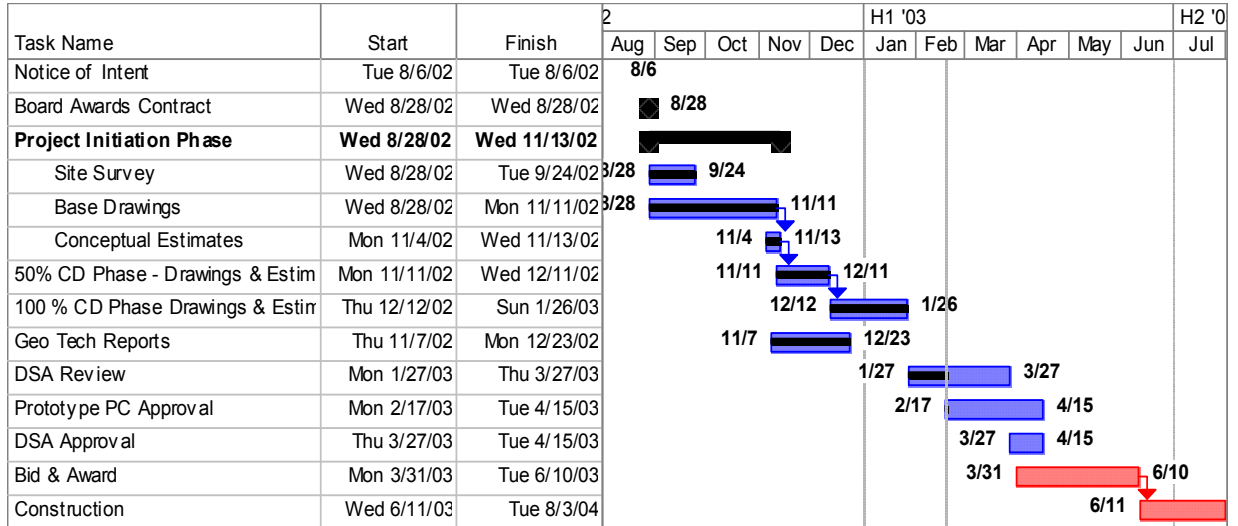 2 H1 '03 H2 '0
Task Name Start Finish Aug Sep Oct Nov Dec Jan Feb Mar Apr May Jun Jul
Notice of Intent Tue 8/6/02 Tue 8/6/02 8/6
Board Awards Contract Wed 8/28/02 Wed 8/28/02 8/28
Project Initiation Phase Wed 8/28/02 Wed 11/13/02
Site Survey Wed 8/28/02 Tue 9/24/02 8/28 9/24
Base Drawings Wed 8/28/02 Mon 11/11/02 8/28 11/11
Conceptual Estimates Mon 11/4/02 Wed 11/13/02 11/4 11/13
50% CD Phase - Drawings & Estim Mon 11/11/02 Wed 12/11/02 11/11 12/11
100 % CD Phase Drawings & Estim Thu 12/12/02 Sun 1/26/03 12/12 1/26
Geo Tech Reports Thu 11/7/02 Mon 12/23/02 11/7 12/23
DSA Review Mon 1/27/03 Thu 3/27/03 1/27 3/27
Prototype PC Approval Mon 2/17/03 Tue 4/15/03 2/17 4/15
DSA Approval Thu 3/27/03 Tue 4/15/03 3/27 4/15
Bid & Award Mon 3/31/03 Tue 6/10/03 3/31 6/10
Construction Wed 6/11/03 Tue 8/3/04 6/11